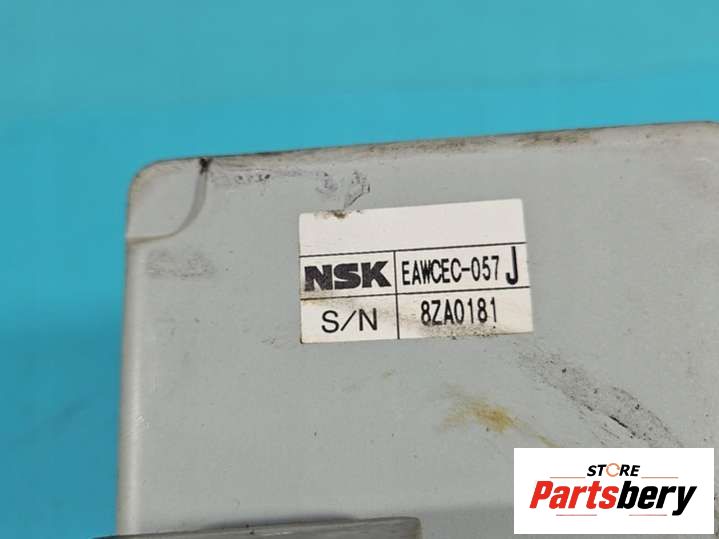 NSK EAWCEC-057 J
S/N 8ZA0181
STORE
Partsbery